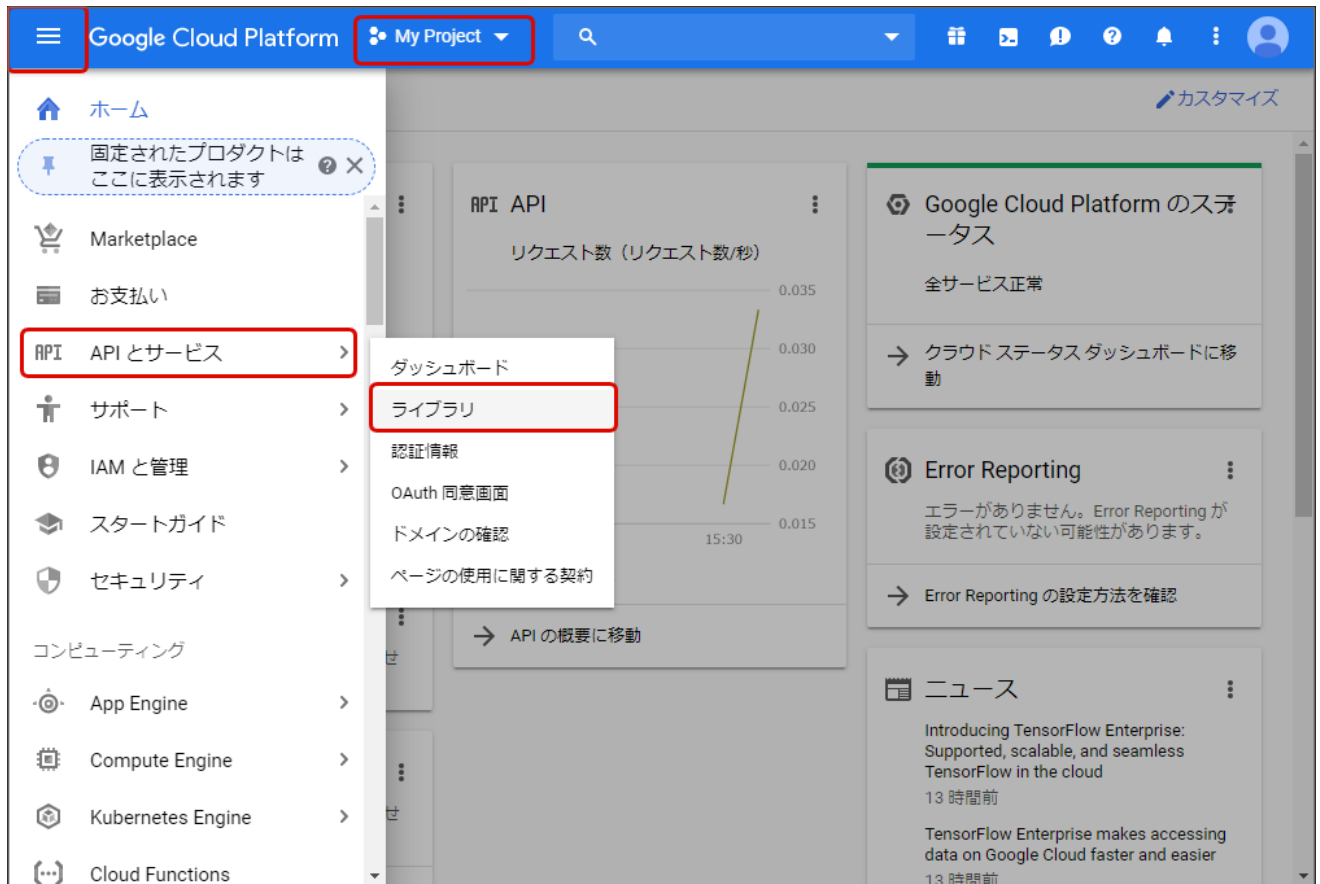 Google Cloud Platform
My Project
カスタマイズ
ホーム
固定されたプロダクトは
ここに表示されます
Marketplace
お支払い
API
API とサービス
サポート
IAM と管理
スタートガイド
セキュリティ
コンピューティング
App Engine
Compute Engine
Kubernetes Engine
Cloud Functions
ダッシュボード
ライブラリ
認証情報
OAuth 同意画面
ドメインの確認
ページの使用に関する契約
せ
せ
API API
リクエスト数（リクエスト数/秒）
0.035
0.030
0.025
0.020
0.015
15:30
API の概要に移動
Google Cloud Platform のステ
ータス
全サービス正常
クラウド ステータス ダッシュボードに移
動
Error Reporting
エラーがありません。Error Reporting が
設定されていない可能性があります。
Error Reporting の設定方法を確認
ニュース
Introducing TensorFlow Enterprise:
Supported, scalable, and seamless
TensorFlow in the cloud
13 時間前
TensorFlow Enterprise makes accessing
data on Google Cloud faster and easier
13 時間前